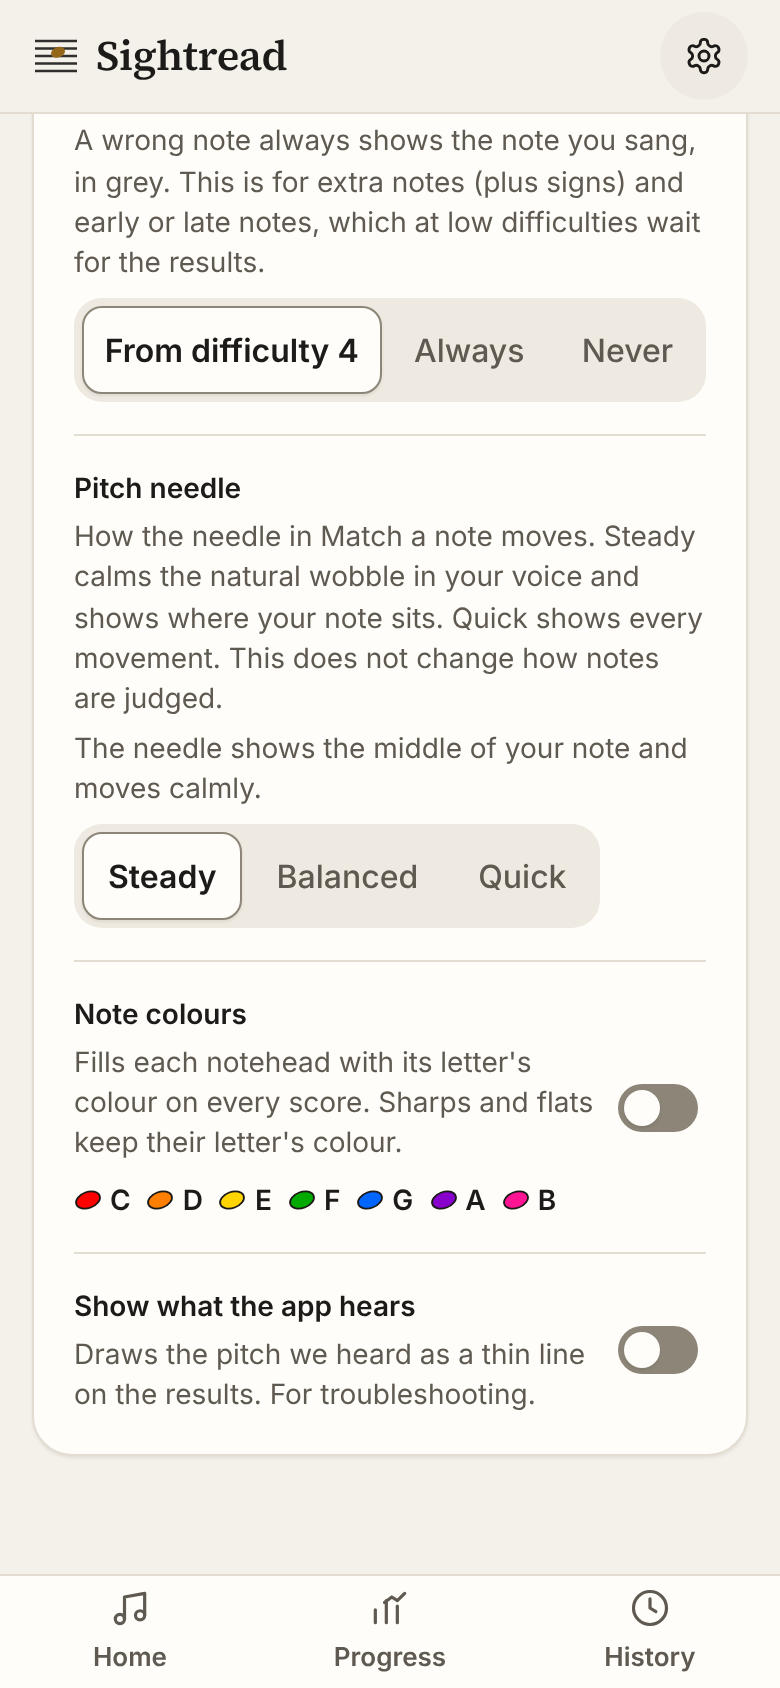 Sightread
A wrong note always shows the note you sang,
in grey. This is for extra notes (plus signs) and
early or late notes, which at low difficulties wait
for the results.
From difficulty 4 Always Never
Pitch needle
How the needle in Match a note moves. Steady
calms the natural wobble in your voice and
shows where your note sits. Quick shows every
movement. This does not change how notes
are judged.
The needle shows the middle of your note and
moves calmly.
Steady Balanced Quick
Note colours
Fills each notehead with its letter's
colour on every score. Sharps and flats
keep their letter's colour.
C D E F G A B
Show what the app hears
Draws the pitch we heard as a thin line
on the results. For troubleshooting.
Home Progress History